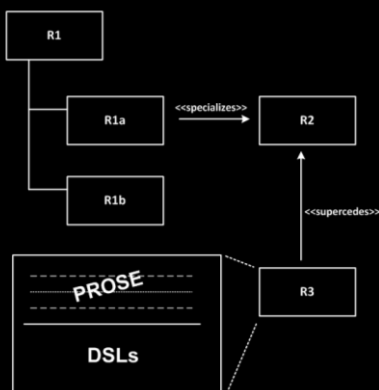 R1
R1a
<<specializes>>
R2
R1b
<<supercedes>>
PROSE
R3
DSLs